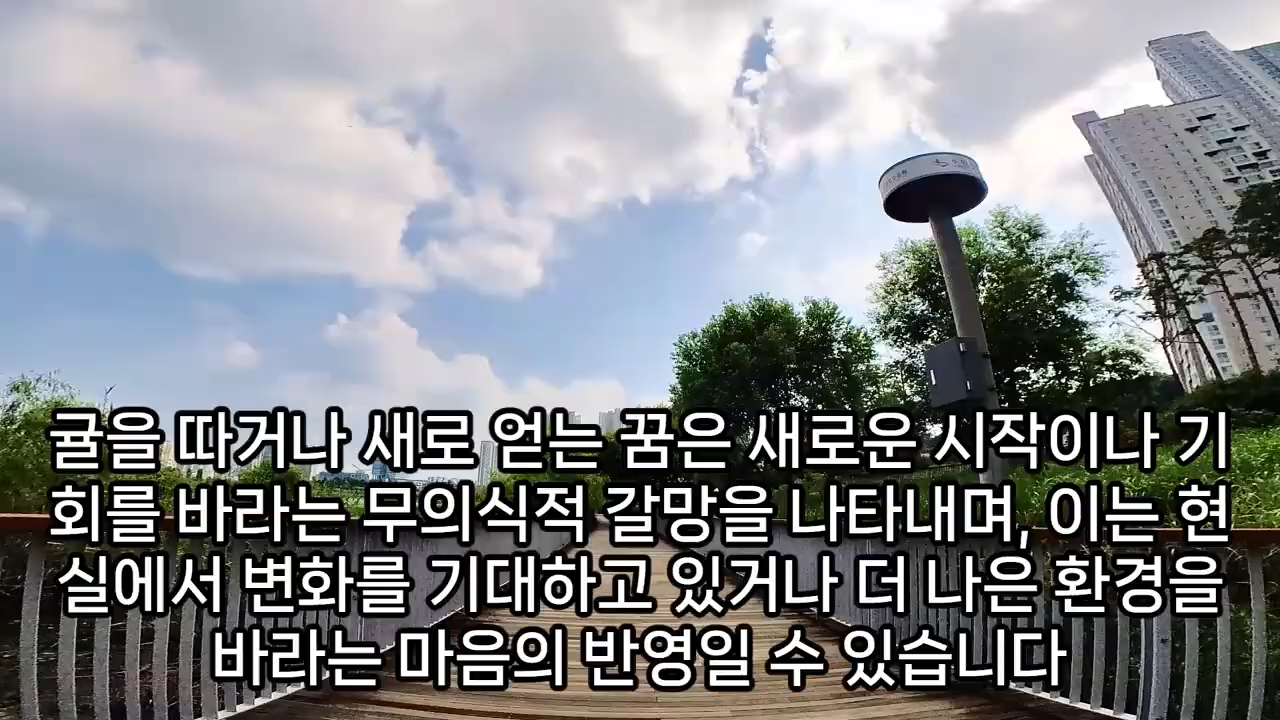 귤을 따거나 새로 얻는 꿈은 새로운 시작이나 기
회를 바라는 무의식적 갈망을 나타내며, 이는 현
실에서 변화를 기대하고 있거나 더 나은 환경을
바라는 마음의 반영일 수 있습니다